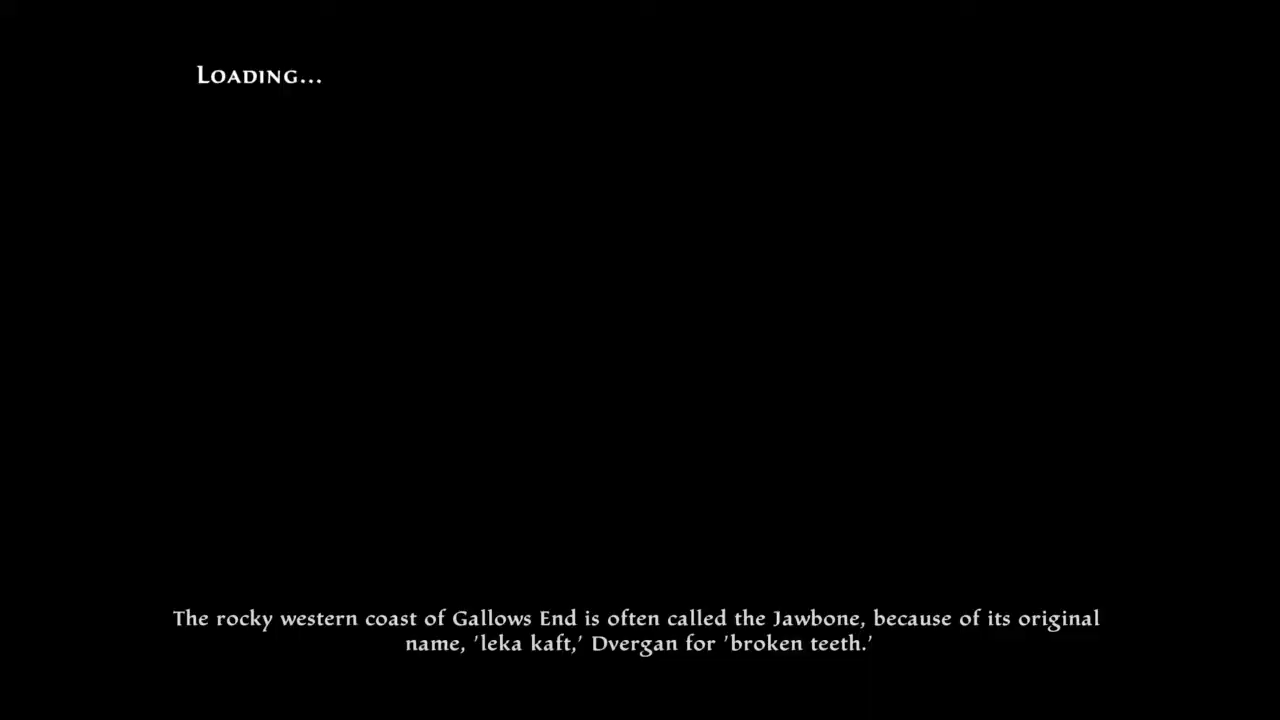 Loading...
The rocky western coast of Gallows End is often called the Jawbone, because of its original
name, 'leka kaft,' Dvergan for 'broken teeth.'